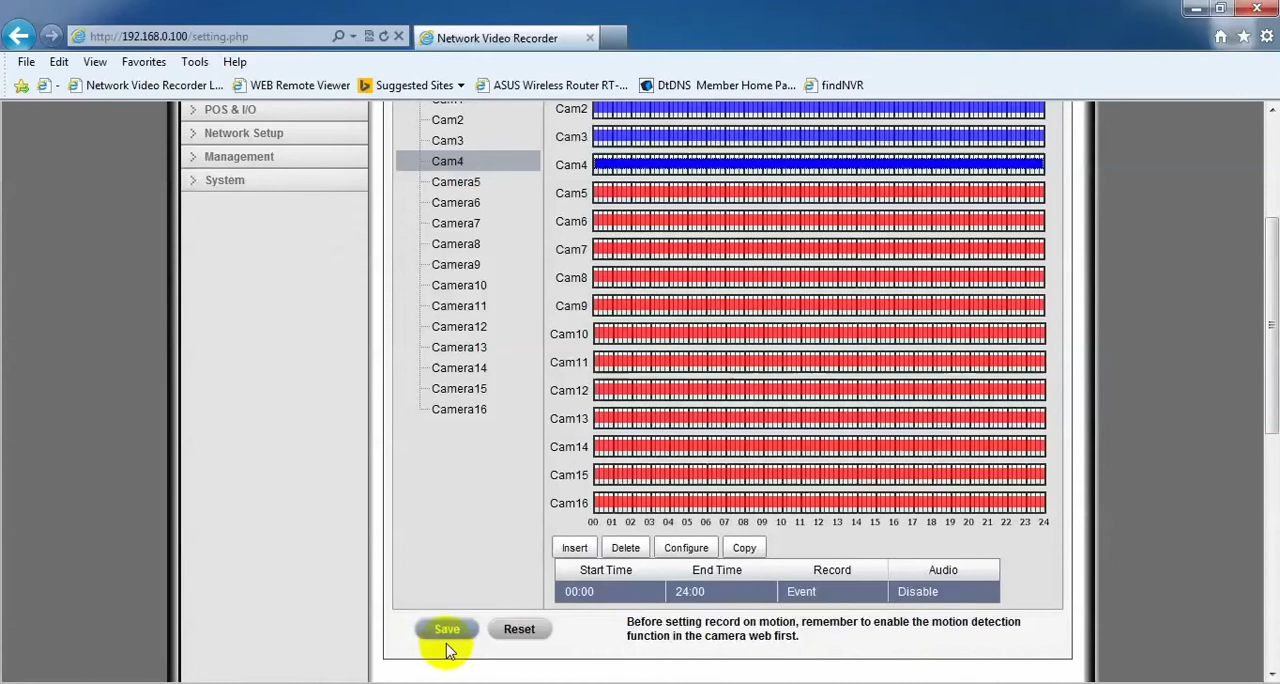 http://192.168.0.100/setting.php
Network Video Recorder
File Edit View Favorites Tools Help
Network Video Recorder L... WEB Remote Viewer Suggested Sites ASUS Wireless Router RT-... DtDNS Member Home Pa... findNVR
POS & I/O
Network Setup
Management
System
Cam2
Cam3
Cam4
Camera5
Camera6
Camera7
Camera8
Camera9
Camera10
Camera11
Camera12
Camera13
Camera14
Camera15
Camera16
Cam2
Cam3
Cam4
Cam5
Cam6
Cam7
Cam8
Cam9
Cam10
Cam11
Cam12
Cam13
Cam14
Cam15
Cam16
00 01 02 03 04 05 06 07 08 09 10 11 12 13 14 15 16 17 18 19 20 21 22 23 24
Insert Delete Configure Copy
Start Time End Time Record Audio
00:00 24:00 Event Disable
Save Reset
Before setting record on motion, remember to enable the motion detection
function in the camera web first.